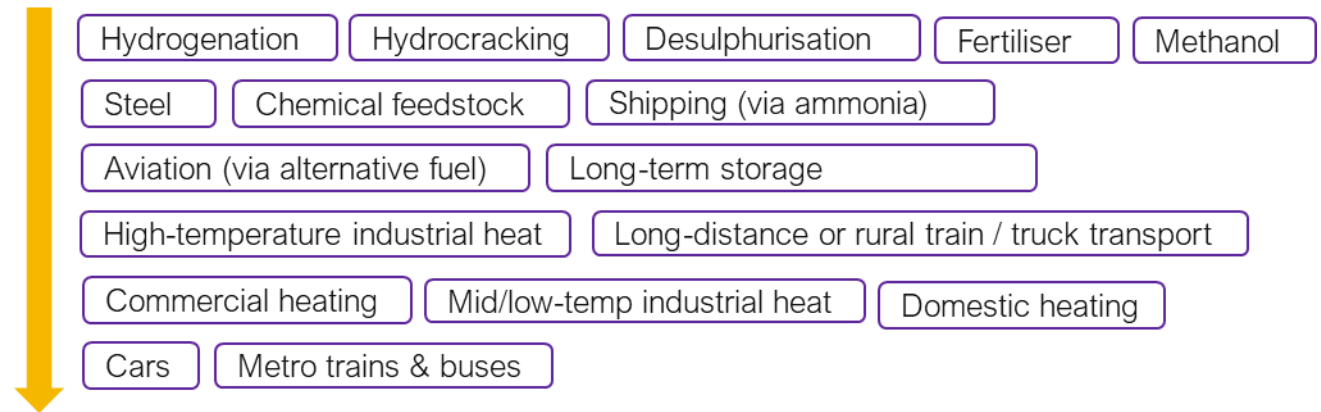 Hydrogenation Hydrocracking Desulphurisation Fertiliser Methanol
Steel Chemical feedstock Shipping (via ammonia)
Aviation (via alternative fuel) Long-term storage
High-temperature industrial heat Long-distance or rural train / truck transport
Commercial heating Mid/low-temp industrial heat Domestic heating
Cars Metro trains & buses